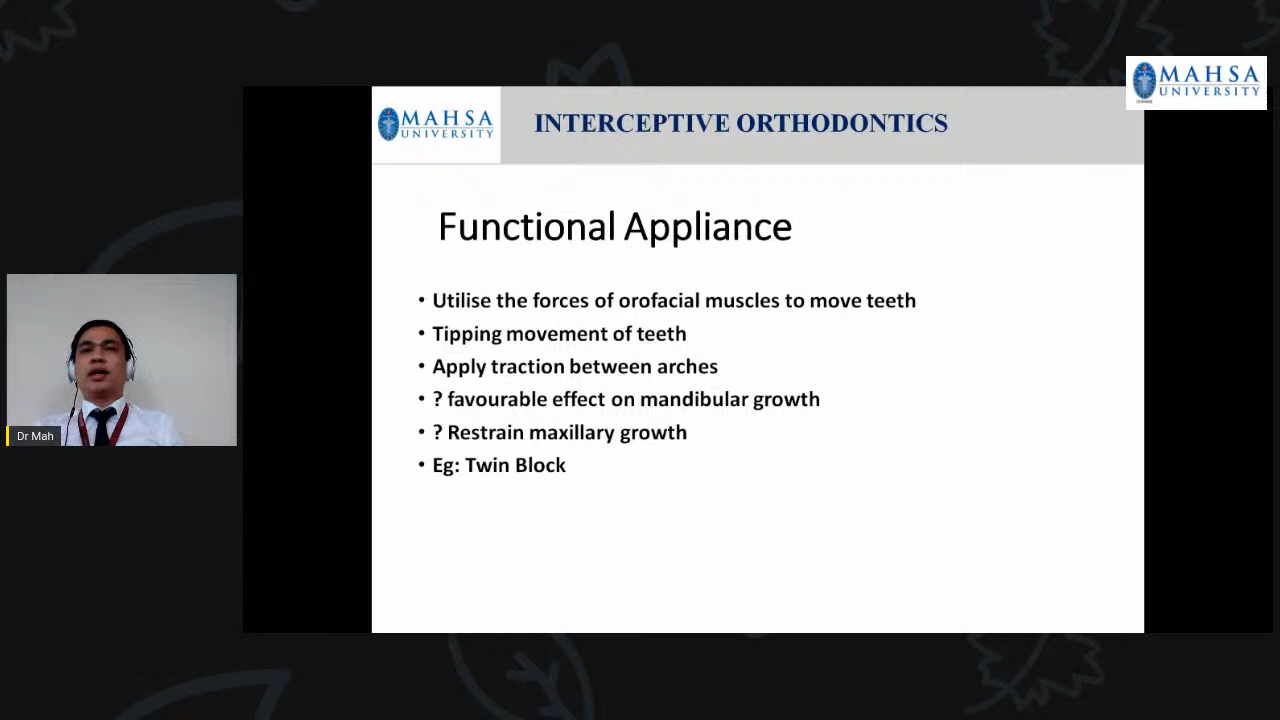 MAHSA
UNIVERSITY
MAHSA
UNIVERSITY
INTERCEPTIVE ORTHODONTICS
Functional Appliance
• Utilise the forces of orofacial muscles to move teeth
• Tipping movement of teeth
• Apply traction between arches
• ? favourable effect on mandibular growth
• ? Restrain maxillary growth
• Eg: Twin Block
Dr Mah